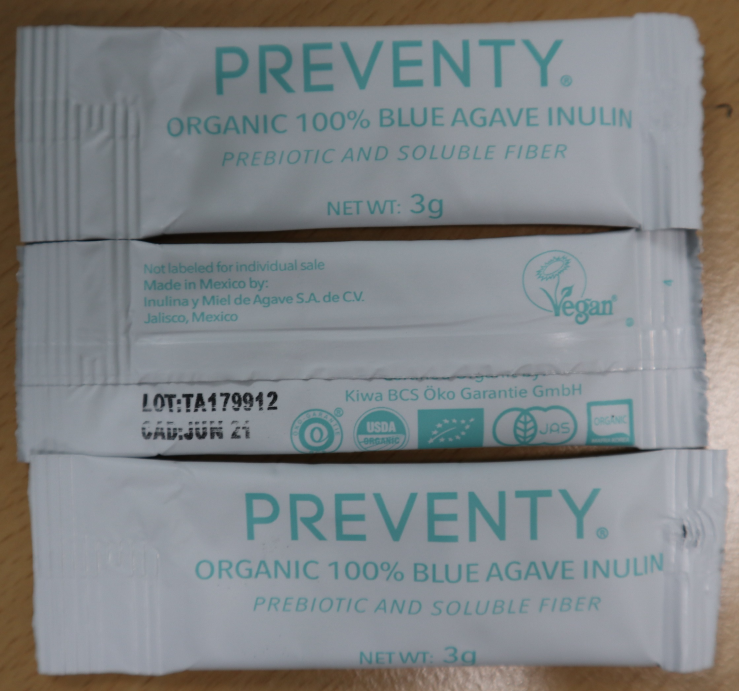 PREVENTY®
ORGANIC 100% BLUE AGAVE INULIN
PREBIOTIC AND SOLUBLE FIBER
NET WT: 3g
Not labeled for individual sale
Made in Mexico by:
Inulina y Miel de Agave S.A. de C.V.
Jalisco, Mexico
Vegan®
Kiwa BCS Öko Garantie GmbH
LOT:TA179912
CAD:JUN 21
USDA
ORGANIC
JAS
ORGANIC
PREVENTY®
ORGANIC 100% BLUE AGAVE INULIN
PREBIOTIC AND SOLUBLE FIBER
NET WT: 3g